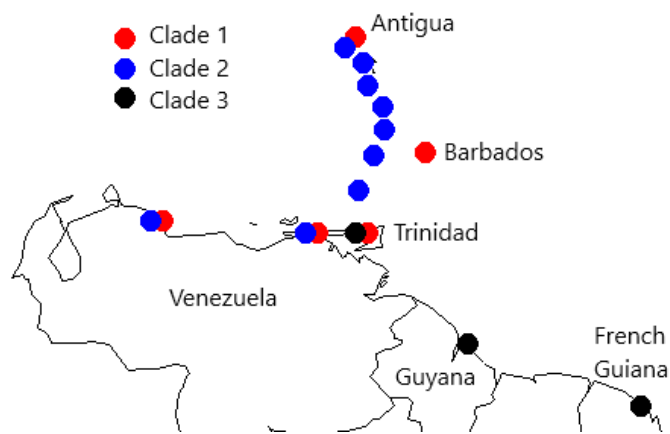 Clade 1
Clade 2
Clade 3
Antigua
Barbados
Trinidad
Venezuela
Guyana
French
Guiana